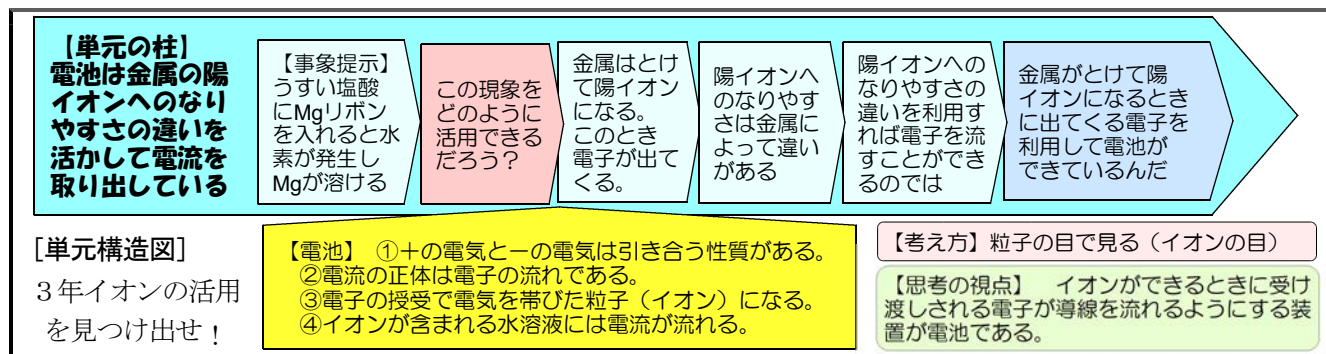 【単元の柱】
電池は金属の陽
イオンへのなり
やすさの違いを
活かして電流を
取り出している
【事象提示】
うすい塩酸
にMgリボン
を入れると水
素が発生し
Mgが溶ける
この現象を
どのように
活用できる
だろう？
金属はとけ
て陽イオン
になる。
このとき
電子が出て
くる。
陽イオンへ
のなりやす
さは金属に
よって違い
がある
陽イオンへの
なりやすさの
違いを利用す
れば電子を流
すことができ
るのでは
金属がとけて陽
イオンになるとき
に出てくる電子を
利用して電池が
できているんだ
[単元構造図]
３年イオンの活用
を見つけ出せ！
【電池】 ①＋の電気と－の電気は引き合う性質がある。
②電流の正体は電子の流れである。
③電子の授受で電気を帯びた粒子（イオン）になる。
④イオンが含まれる水溶液には電流が流れる。
【考え方】粒子の目で見る（イオンの目）
【思考の視点】 イオンができるときに受け
渡しされる電子が導線を流れるようにする装
置が電池である。